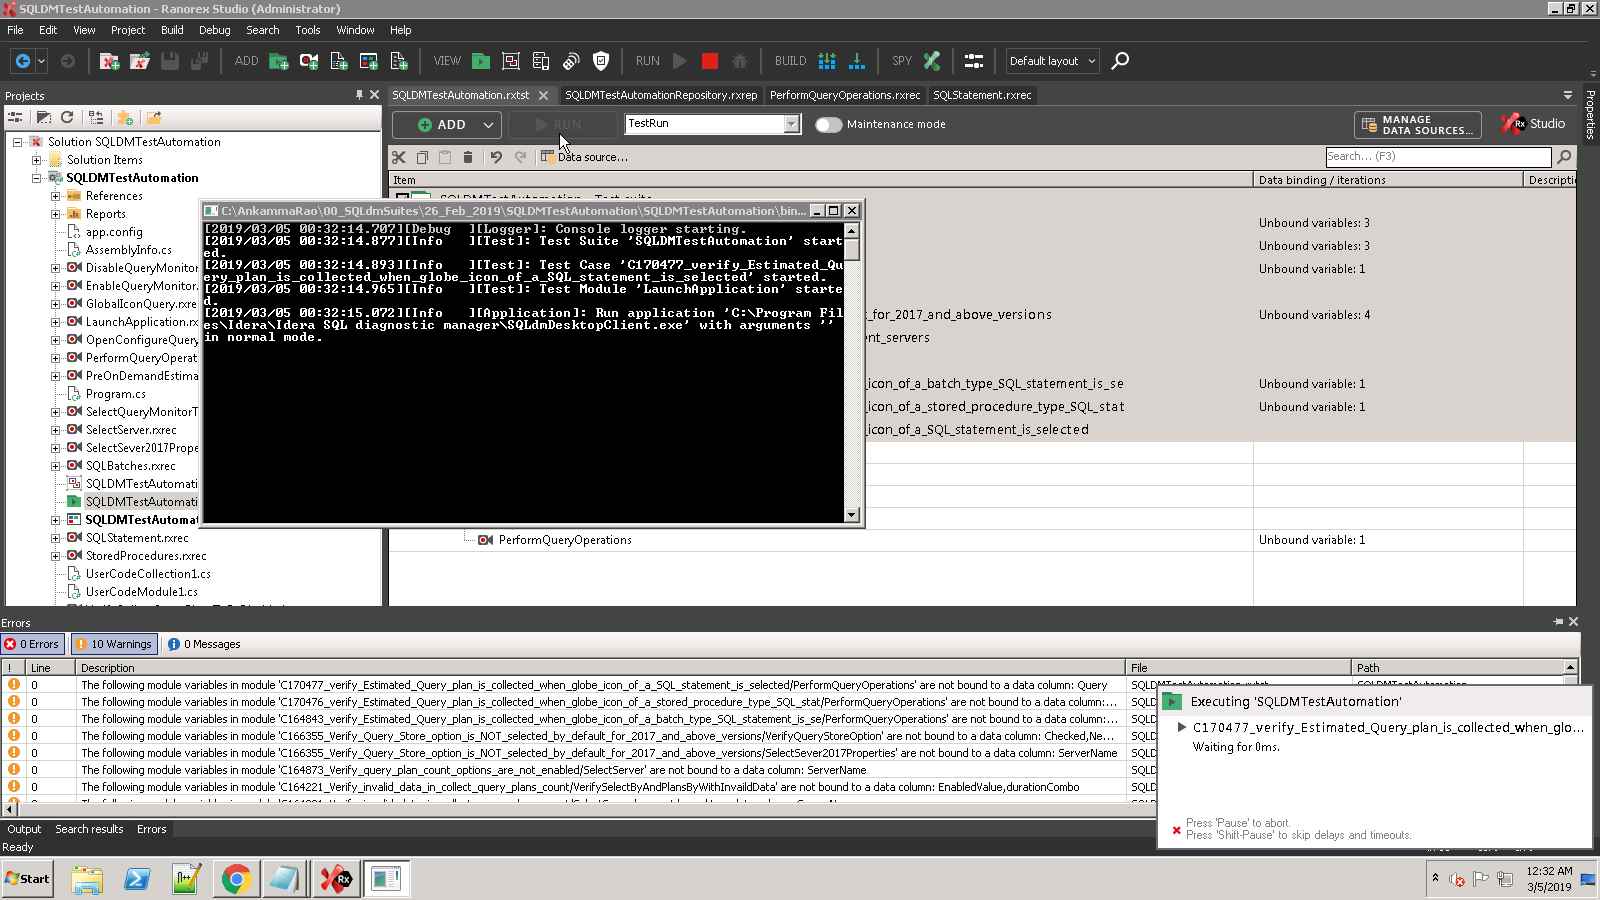 SQLDMTestAutomation - Ranorex Studio (Administrator)
File Edit View Project Build Debug Search Tools Window Help
ADD VIEW RUN BUILD SPY Default layout
Projects
SQLDMTestAutomation.rxtst SQLDMTestAutomationRepository.rxrep PerformQueryOperations.rxrec SQLStatement.rxrec
Properties
ADD RUN TestRun Maintenance mode MANAGE DATA SOURCES... Rx Studio
Data source... Search... (F3)
Item Data binding / iterations Descripti
Solution SQLDMTestAutomation
Solution Items
SQLDMTestAutomation
References
Reports
app.config
AssemblyInfo.cs
DisableQueryMonitor
EnableQueryMonitor.
GlobalIconQuery.rxre
LaunchApplication.rx
OpenConfigureQuery
PerformQueryOperat
PreOnDemandEstima
Program.cs
SelectQueryMonitorT
SelectServer.rxrec
SelectSever2017Prope
SQLBatches.rxrec
SQLDMTestAutomati
SQLDMTestAutomati
SQLDMTestAutomat
SQLStatement.rxrec
StoredProcedures.rxrec
UserCodeCollection1.cs
UserCodeModule1.cs
C:\AnkammaRao\00_SQLdmSuites\26_Feb_2019\SQLDMTestAutomation\SQLDMTestAutomation\bin...
[2019/03/05 00:32:14.707][Debug ][Logger]: Console logger starting.
[2019/03/05 00:32:14.877][Info ][Test]: Test Suite 'SQLDMTestAutomation' start
ed.
[2019/03/05 00:32:14.893][Info ][Test]: Test Case 'C170477_verify_Estimated_Qu
ery_plan_is_collected_when_globe_icon_of_a_SQL_statement_is_selected' started.
[2019/03/05 00:32:14.965][Info ][Test]: Test Module 'LaunchApplication' starte
d.
[2019/03/05 00:32:15.072][Info ][Application]: Run application 'C:\Program Fil
es\Idera\Idera SQL diagnostic manager\SQLdmDesktopClient.exe' with arguments ''
in normal mode.
Unbound variables: 3
Unbound variables: 3
Unbound variable: 1
_for_2017_and_above_versions Unbound variables: 4
ent_servers
icon_of_a_batch_type_SQL_statement_is_se Unbound variable: 1
icon_of_a_stored_procedure_type_SQL_stat Unbound variable: 1
icon_of_a_SQL_statement_is_selected
PerformQueryOperations Unbound variable: 1
Errors
0 Errors 10 Warnings 0 Messages
! Line Description File Path
0 The following module variables in module 'C170477_verify_Estimated_Query_plan_is_collected_when_globe_icon_of_a_SQL_statement_is_selected/PerformQueryOperations' are not bound to a data column: Query
0 The following module variables in module 'C170476_verify_Estimated_Query_plan_is_collected_when_globe_icon_of_a_stored_procedure_type_SQL_stat/PerformQueryOperations' are not bound to a data column:... SQLD
0 The following module variables in module 'C164843_verify_Estimated_Query_plan_is_collected_when_globe_icon_of_a_batch_type_SQL_statement_is_se/PerformQueryOperations' are not bound to a data column:... SQLD
0 The following module variables in module 'C166355_Verify_Query_Store_option_is_NOT_selected_by_default_for_2017_and_above_versions/VerifyQueryStoreOption' are not bound to a data column: Checked,Ne... SQLD
0 The following module variables in module 'C166355_Verify_Query_Store_option_is_NOT_selected_by_default_for_2017_and_above_versions/SelectSever2017Properties' are not bound to a data column: ServerName SQLD
0 The following module variables in module 'C164873_Verify_query_plan_count_options_are_not_enabled/SelectServer' are not bound to a data column: ServerName SQLD
0 The following module variables in module 'C164221_Verify_invalid_data_in_collect_query_plans_count/VerifySelectByAndPlansByWithInvaildData' are not bound to a data column: EnabledValue,durationCombo SQLD
Executing 'SQLDMTestAutomation'
C170477_verify_Estimated_Query_plan_is_collected_when_glo...
Waiting for 0ms.
Press 'Pause' to abort.
Press 'Shift-Pause' to skip delays and timeouts.
Output Search results Errors
Ready
Start
12:32 AM
3/5/2019